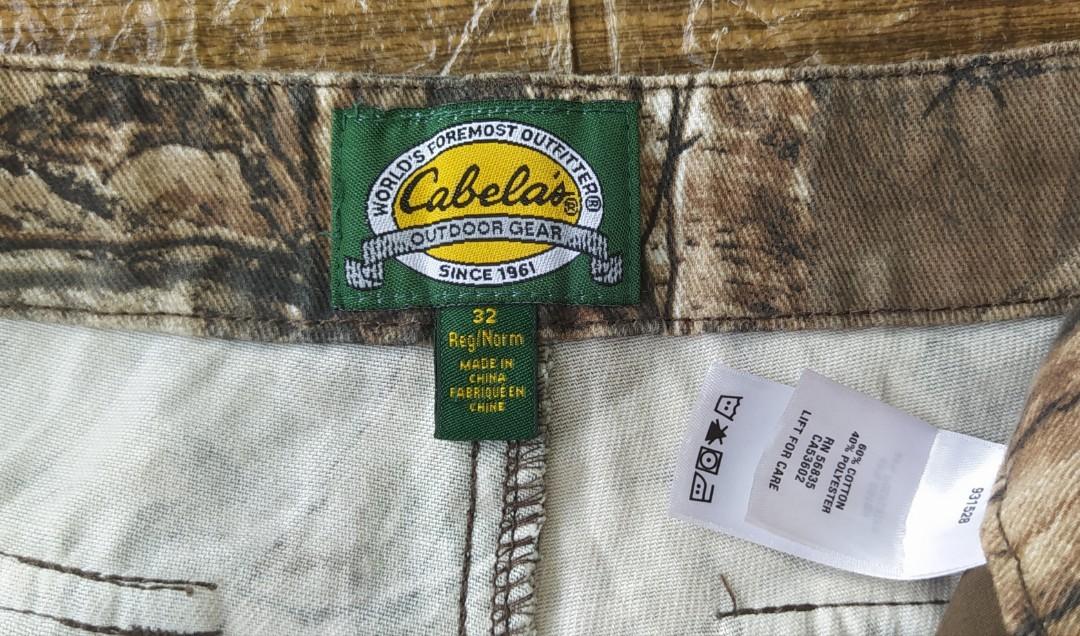 WORLD'S FOREMOST OUTFITTER®
Cabela's®
OUTDOOR GEAR
SINCE 1961
32
Reg/Norm
MADE IN
CHINA
FABRIQUE EN
CHINE
60% COTTON
40% POLYESTER
RN 56835
CA53602
LIFT FOR CARE
931528